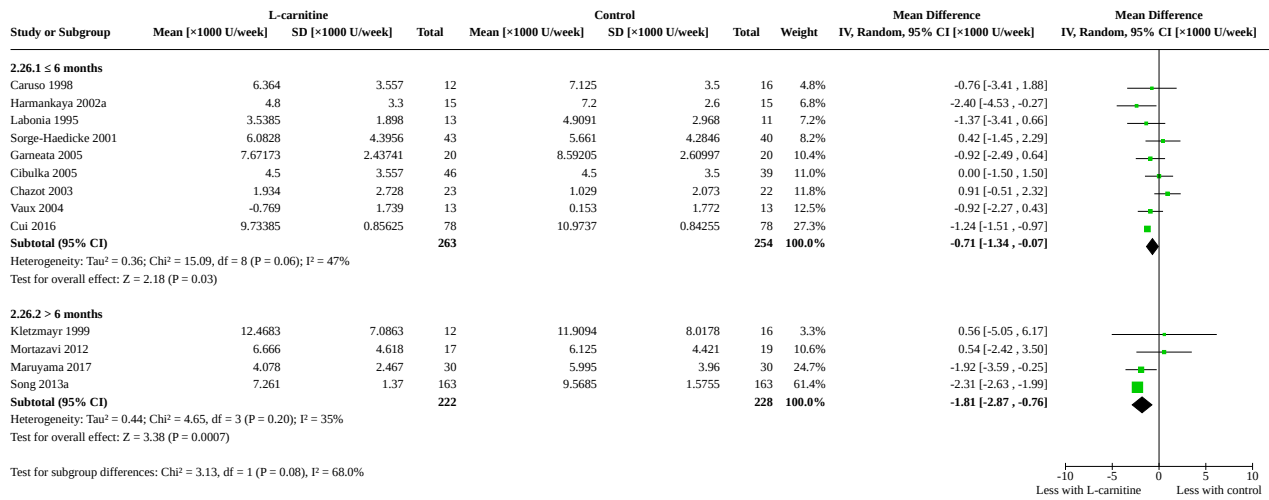 L-carnitine Control Mean Difference Mean Difference
Study or Subgroup Mean [×1000 U/week] SD [×1000 U/week] Total Mean [×1000 U/week] SD [×1000 U/week] Total Weight IV, Random, 95% CI [×1000 U/week] IV, Random, 95% CI [×1000 U/week]
2.26.1 ≤ 6 months
Caruso 1998 6.364 3.557 12 7.125 3.5 16 4.8% -0.76 [-3.41 , 1.88]
Harmankaya 2002a 4.8 3.3 15 7.2 2.6 15 6.8% -2.40 [-4.53 , -0.27]
Labonia 1995 3.5385 1.898 13 4.9091 2.968 11 7.2% -1.37 [-3.41 , 0.66]
Sorge-Haedicke 2001 6.0828 4.3956 43 5.661 4.2846 40 8.2% 0.42 [-1.45 , 2.29]
Garneata 2005 7.67173 2.43741 20 8.59205 2.60997 20 10.4% -0.92 [-2.49 , 0.64]
Cibulka 2005 4.5 3.557 46 4.5 3.5 39 11.0% 0.00 [-1.50 , 1.50]
Chazot 2003 1.934 2.728 23 1.029 2.073 22 11.8% 0.91 [-0.51 , 2.32]
Vaux 2004 -0.769 1.739 13 0.153 1.772 13 12.5% -0.92 [-2.27 , 0.43]
Cui 2016 9.73385 0.85625 78 10.9737 0.84255 78 27.3% -1.24 [-1.51 , -0.97]
Subtotal (95% CI) 263 254 100.0% -0.71 [-1.34 , -0.07]
Heterogeneity: Tau² = 0.36; Chi² = 15.09, df = 8 (P = 0.06); I² = 47%
Test for overall effect: Z = 2.18 (P = 0.03)
2.26.2 > 6 months
Kletzmayr 1999 12.4683 7.0863 12 11.9094 8.0178 16 3.3% 0.56 [-5.05 , 6.17]
Mortazavi 2012 6.666 4.618 17 6.125 4.421 19 10.6% 0.54 [-2.42 , 3.50]
Maruyama 2017 4.078 2.467 30 5.995 3.96 30 24.7% -1.92 [-3.59 , -0.25]
Song 2013a 7.261 1.37 163 9.5685 1.5755 163 61.4% -2.31 [-2.63 , -1.99]
Subtotal (95% CI) 222 228 100.0% -1.81 [-2.87 , -0.76]
Heterogeneity: Tau² = 0.44; Chi² = 4.65, df = 3 (P = 0.20); I² = 35%
Test for overall effect: Z = 3.38 (P = 0.0007)
Test for subgroup differences: Chi² = 3.13, df = 1 (P = 0.08), I² = 68.0%
-10 -5 0 5 10
Less with L-carnitine Less with control